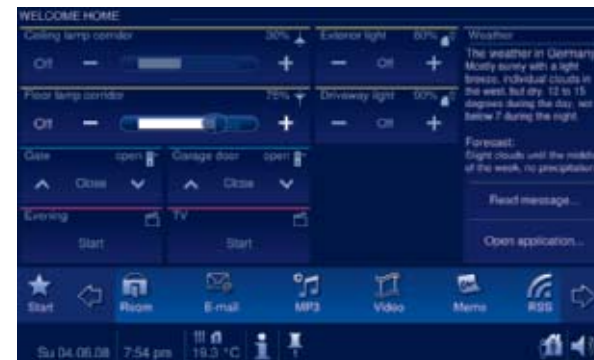 WELCOME HOME
Ceiling lamp corridor 30%
Off − +
Exterior light 80%
− Off +
Floor lamp corridor 75%
Off − +
Driveway light 90%
− Off +
Gate open
Close
Garage door open
Close
Evening
Start
TV
Start
Weather
The weather in Germany
Mostly sunny with a light
breeze, individual clouds in
the west, but dry. 12 to 15
degrees during the day, not
below 7 during the night.
Forecast:
Slight clouds until the middle
of the week, no precipitation
Read message...
Open application...
Start
Room
E-mail
MP3
Video
Memo
RSS
Su 04.06.08 7:54 pm 19.3 °C